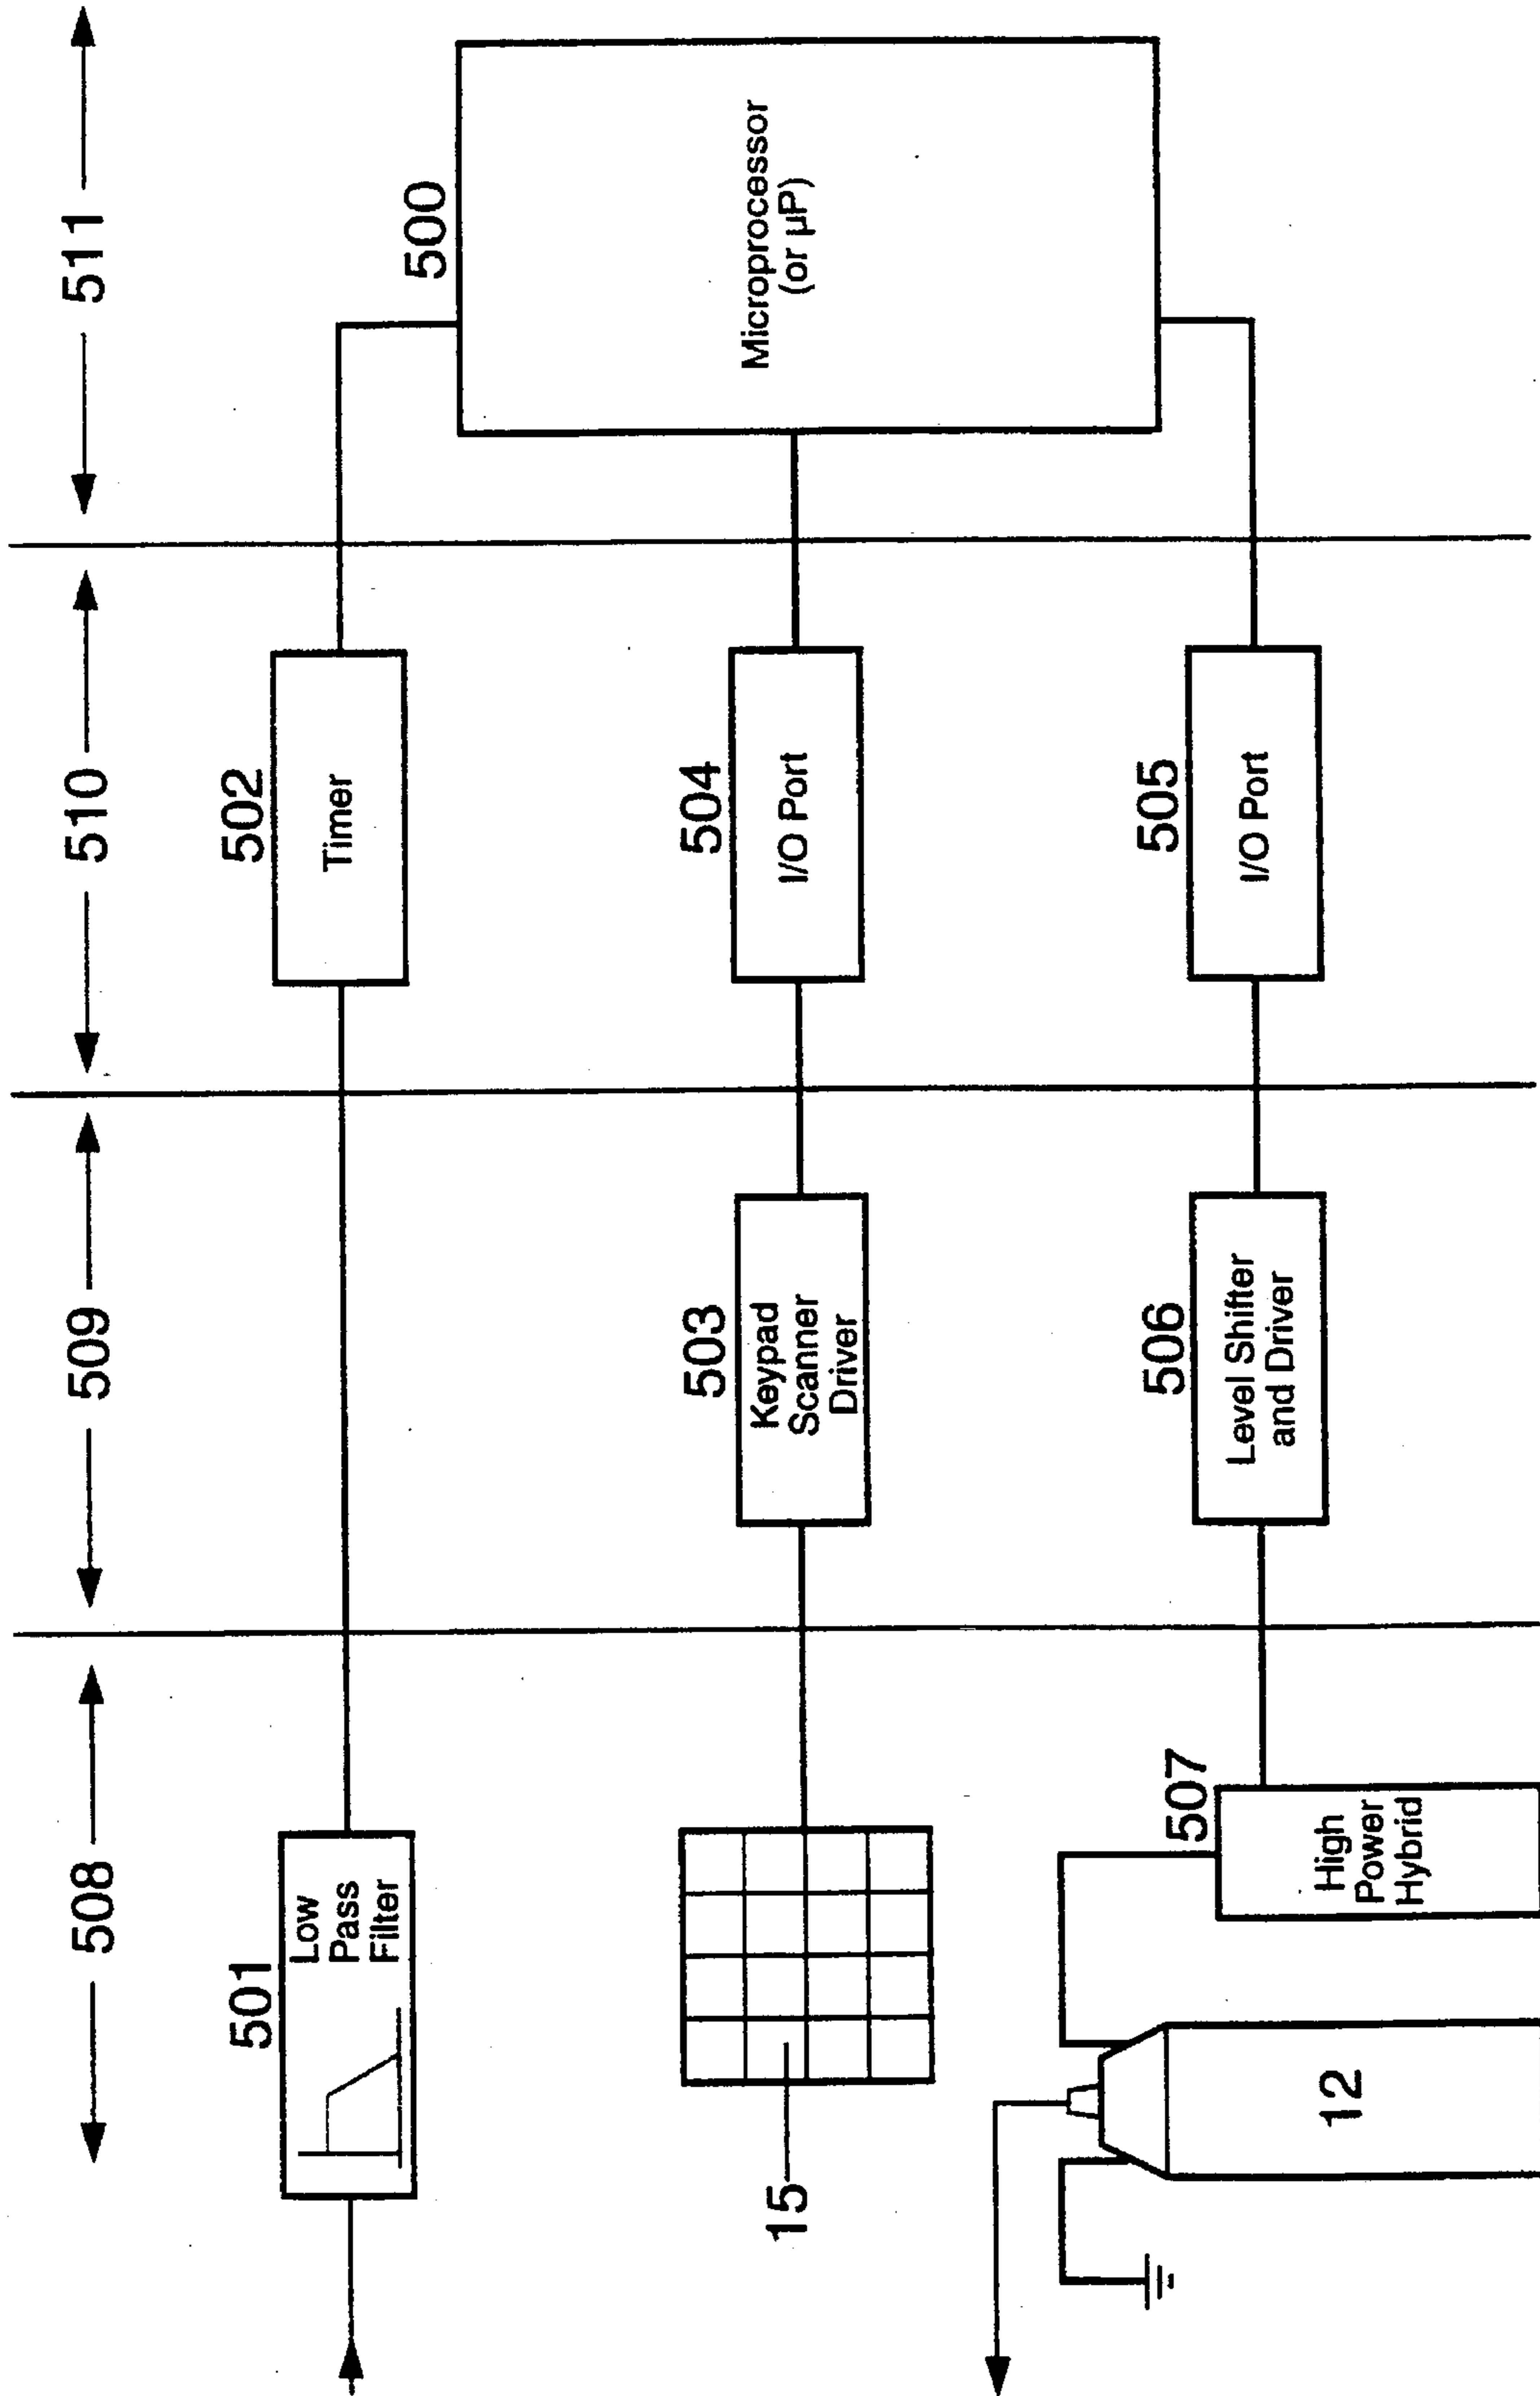 508
509
510
511
501
Low
Pass
Filter
502
Timer
500
Microprocessor
(or µP)
15
503
Keypad
Scanner
Driver
504
I/O Port
12
507
High
Power
Hybrid
506
Level Shifter
and Driver
505
I/O Port